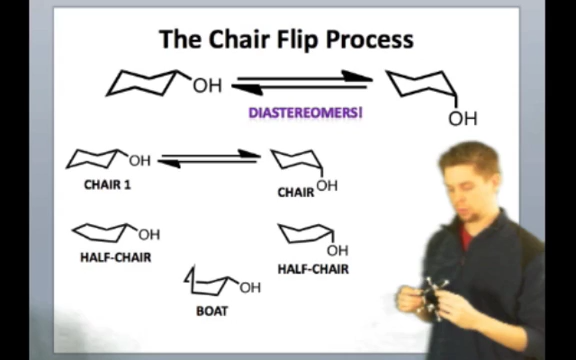 The Chair Flip Process
OH
OH
DIASTEREOMERS!
OH
OH
CHAIR 1
CHAIR
OH
OH
HALF-CHAIR
HALF-CHAIR
OH
BOAT